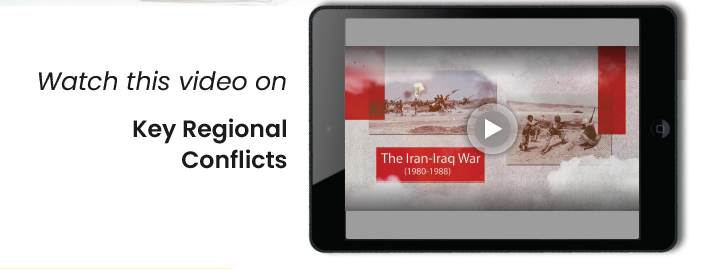 Watch this video on
Key Regional
Conflicts
The Iran-Iraq War
(1980-1988)